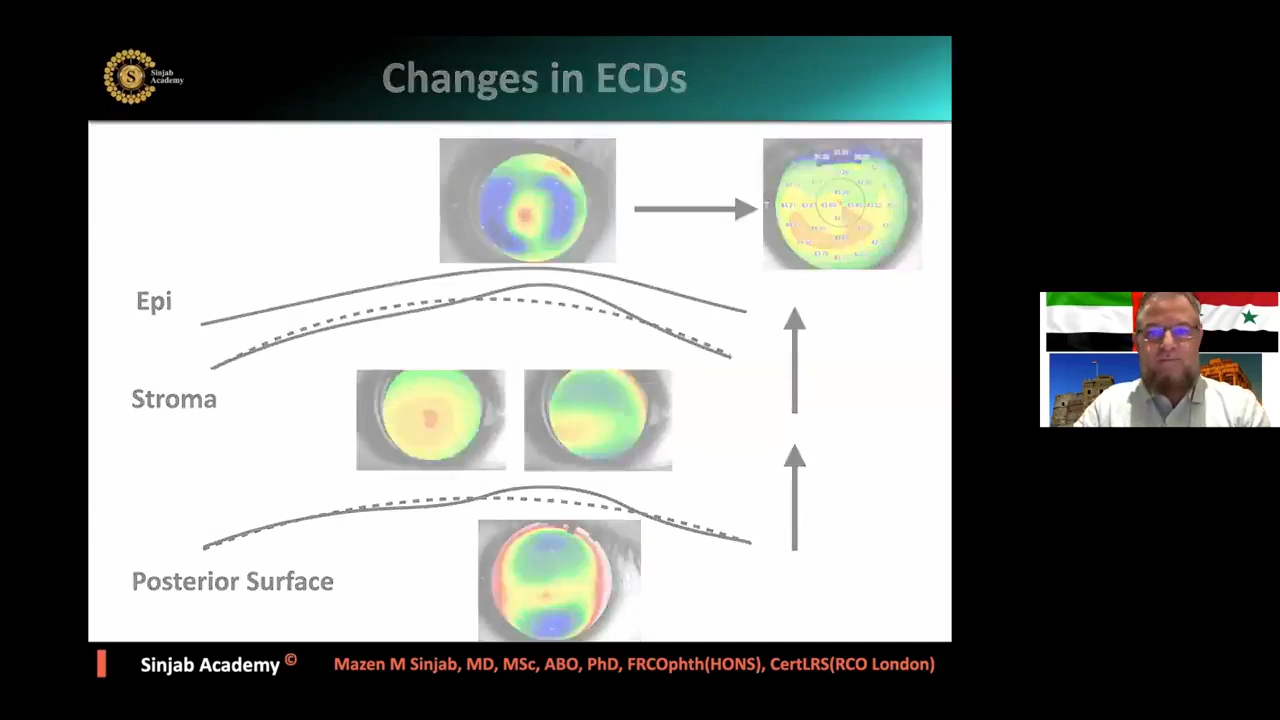 Sinjab
Academy
S
Changes in ECDs
Epi
Stroma
Posterior Surface
Sinjab Academy ©
Mazen M Sinjab, MD, MSc, ABO, PhD, FRCOphth(HONS), CertLRS(RCO London)